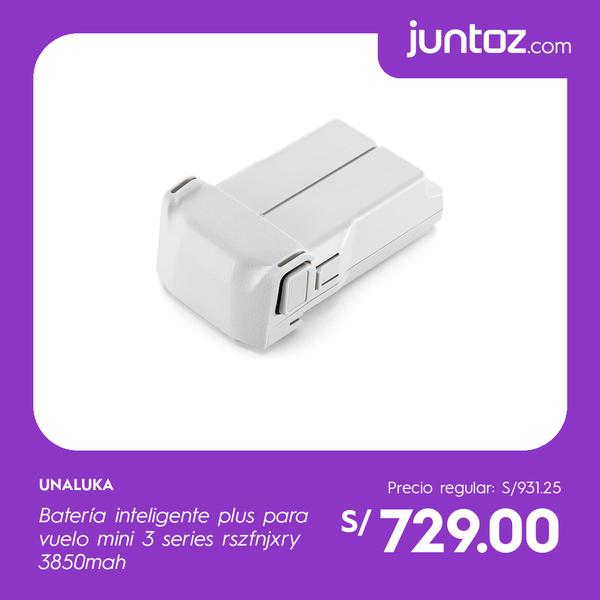 juntoz.com
UNALUKA
Batería inteligente plus para
vuelo mini 3 series rszfnjxry
3850mah
Precio regular: S/931.25
S/729.00